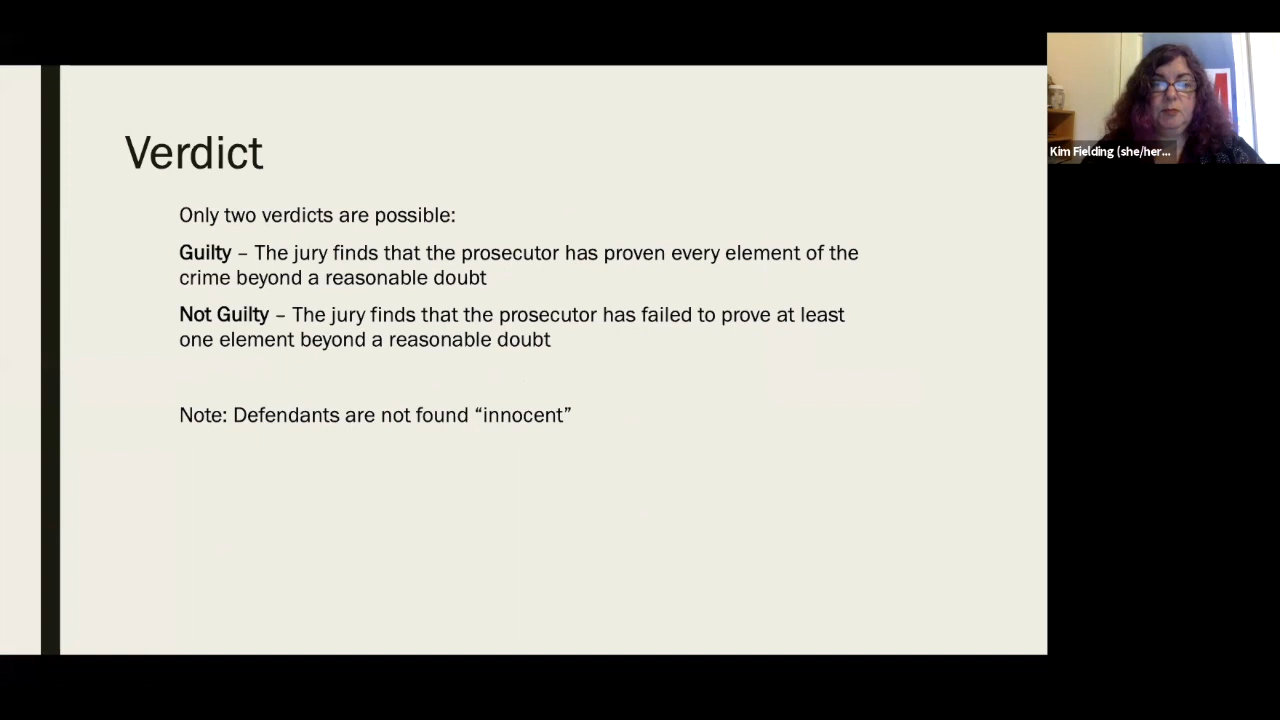 Verdict
Only two verdicts are possible:
Guilty – The jury finds that the prosecutor has proven every element of the
crime beyond a reasonable doubt
Not Guilty – The jury finds that the prosecutor has failed to prove at least
one element beyond a reasonable doubt
Note: Defendants are not found “innocent”
Kim Fielding (she/her...